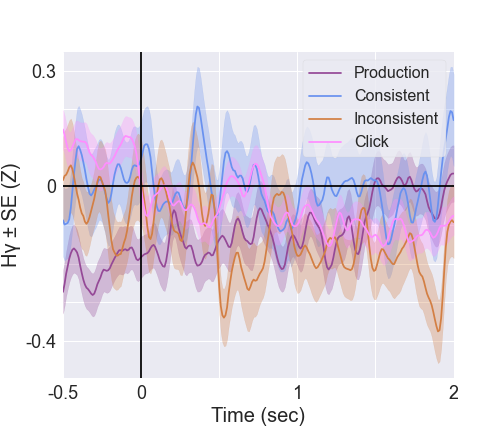 Production
Consistent
Inconsistent
Click
0.3
0
-0.4
Hγ ± SE (Z)
-0.5
0
1
2
Time (sec)